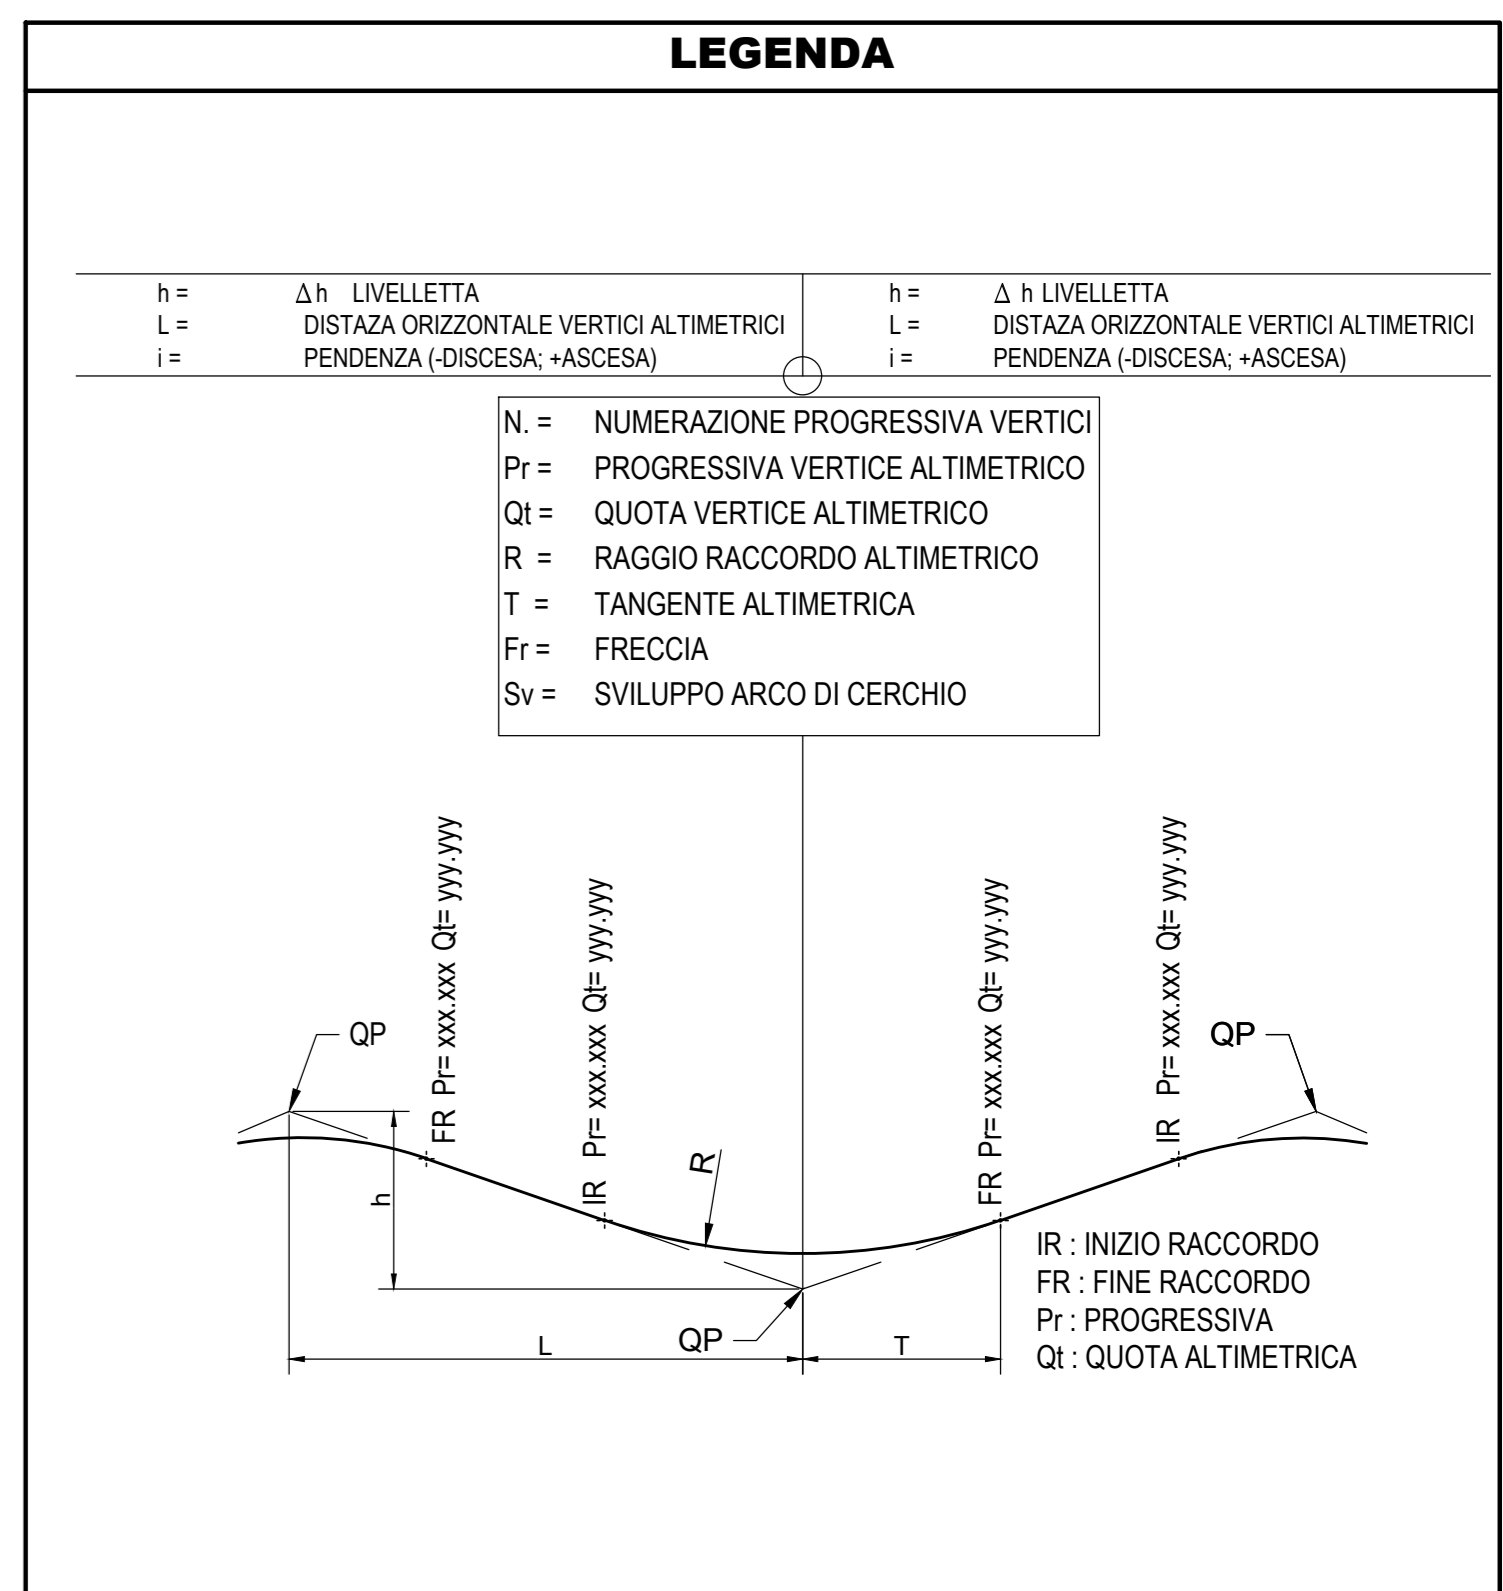 LEGENDA
h = Δ h LIVELLETTA
L = DISTAZA ORIZZONTALE VERTICI ALTIMETRICI
i = PENDENZA (-DISCESA; +ASCESA)
h = Δ h LIVELLETTA
L = DISTAZA ORIZZONTALE VERTICI ALTIMETRICI
i = PENDENZA (-DISCESA; +ASCESA)
N. = NUMERAZIONE PROGRESSIVA VERTICI
Pr = PROGRESSIVA VERTICE ALTIMETRICO
Qt = QUOTA VERTICE ALTIMETRICO
R = RAGGIO RACCORDO ALTIMETRICO
T = TANGENTE ALTIMETRICA
Fr = FRECCIA
Sv = SVILUPPO ARCO DI CERCHIO
QP
FR Pr= xxx.xxx Qt= yyy.yyy
IR Pr= xxx.xxx Qt= yyy.yyy
FR Pr= xxx.xxx Qt= yyy.yyy
IR Pr= xxx.xxx Qt= yyy.yyy
QP
h
R
QP
L
T
IR : INIZIO RACCORDO
FR : FINE RACCORDO
Pr : PROGRESSIVA
Qt : QUOTA ALTIMETRICA